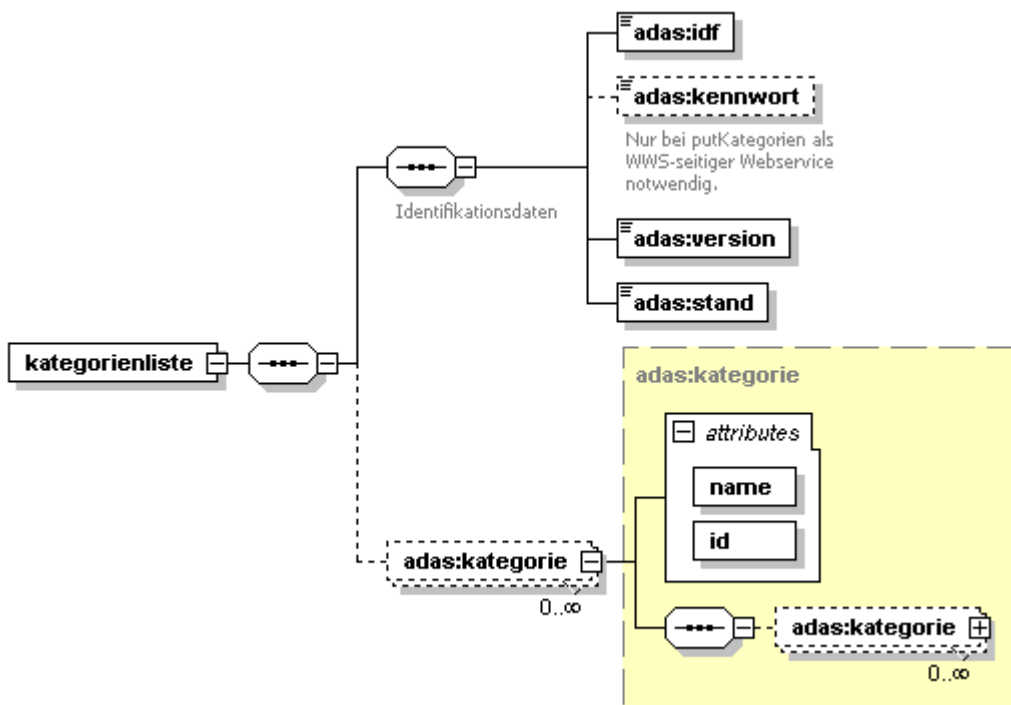 adas:idf
adas:kennwort
Nur bei putKategorien als
WWS-seitiger Webservice
notwendig.
Identifikationsdaten
adas:version
adas:stand
kategorienliste
adas:kategorie
attributes
name
id
adas:kategorie
0..∞
adas:kategorie
0..∞